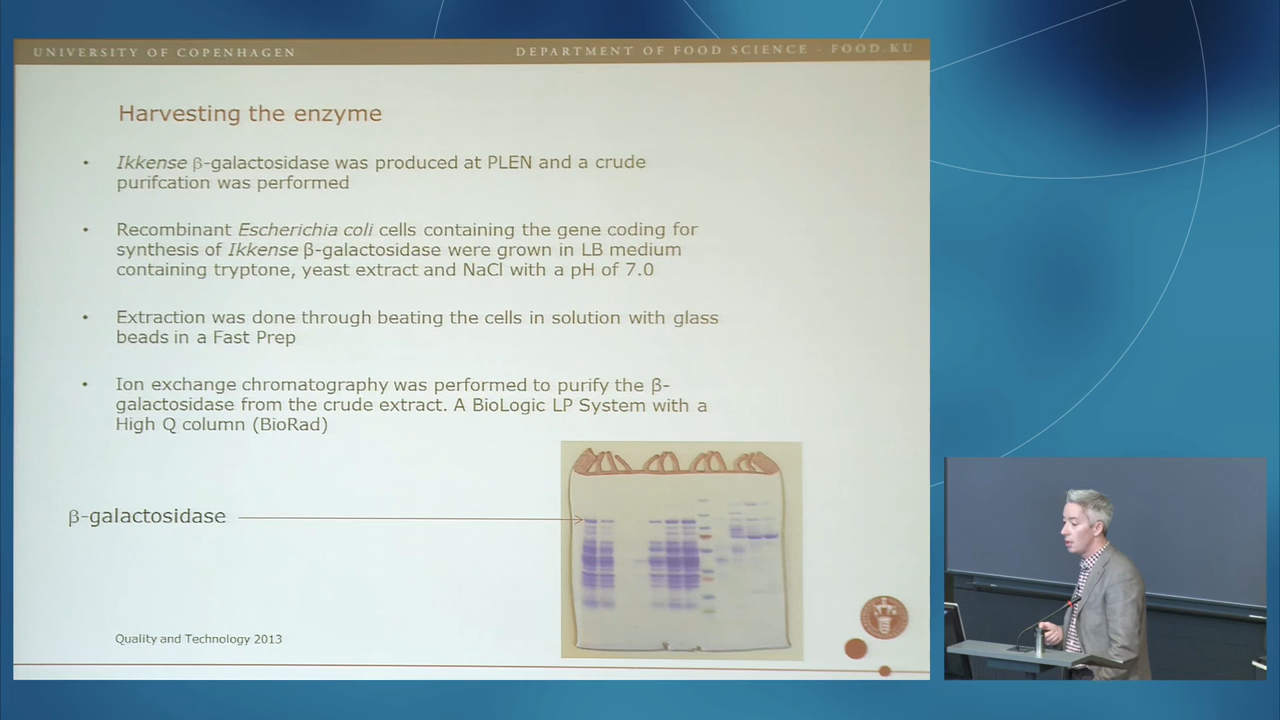 UNIVERSITY OF COPENHAGEN
DEPARTMENT OF FOOD SCIENCE - FOOD.KU
Harvesting the enzyme
• Ikkense β-galactosidase was produced at PLEN and a crude
purifcation was performed
• Recombinant Escherichia coli cells containing the gene coding for
synthesis of Ikkense β-galactosidase were grown in LB medium
containing tryptone, yeast extract and NaCl with a pH of 7.0
• Extraction was done through beating the cells in solution with glass
beads in a Fast Prep
• Ion exchange chromatography was performed to purify the β-
galactosidase from the crude extract. A BioLogic LP System with a
High Q column (BioRad)
β-galactosidase
Quality and Technology 2013